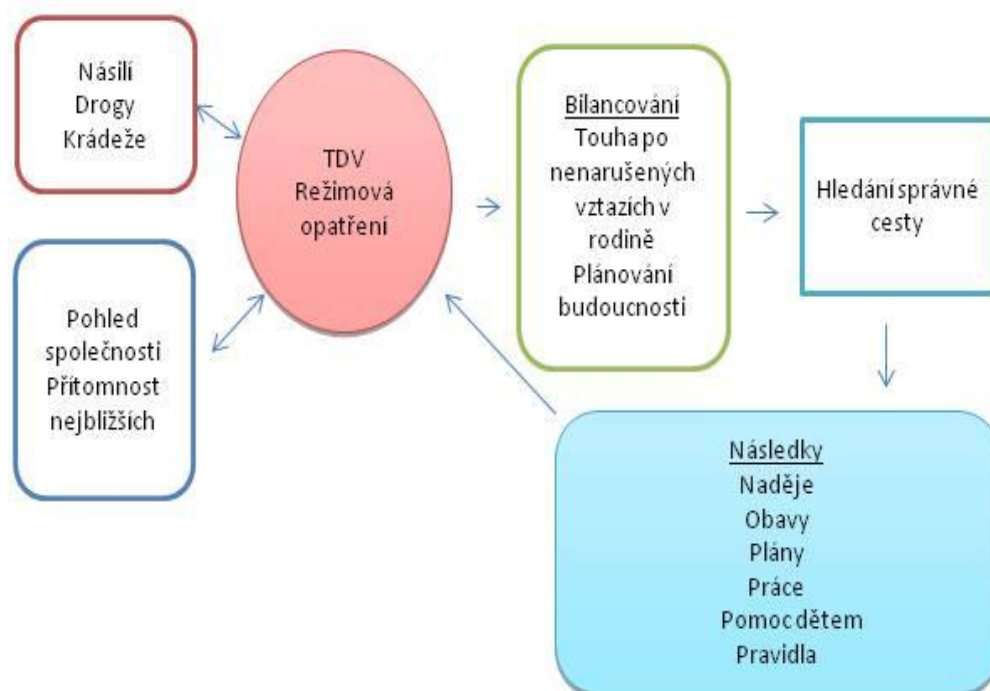 Násilí
Drogy
Krádeže
TDV
Režimová
opatření
Bilancování
Touha po
nenarušených
vztazích v
rodině
Plánování
budoucnosti
Hledání správné
cesty
Pohled
společnosti
Přítomnost
nejbližších
Následky
Naděje
Obavy
Plány
Práce
Pomoc dětem
Pravidla